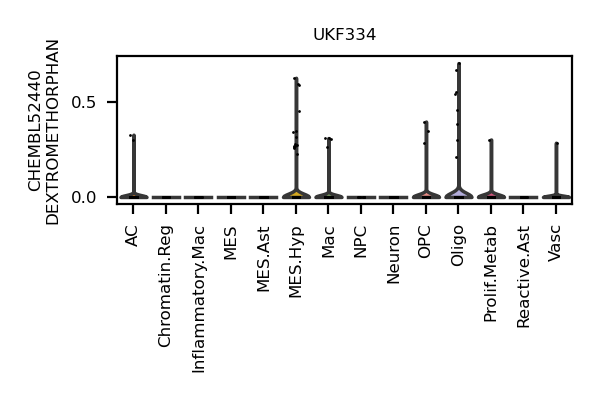 UKF334
CHEMBL52440
DEXTROMETHORPHAN
0.5
0.0
AC
Chromatin.Reg
Inflammatory.Mac
MES
MES.Ast
MES.Hyp
Mac
NPC
Neuron
OPC
Oligo
Prolif.Metab
Reactive.Ast
Vasc